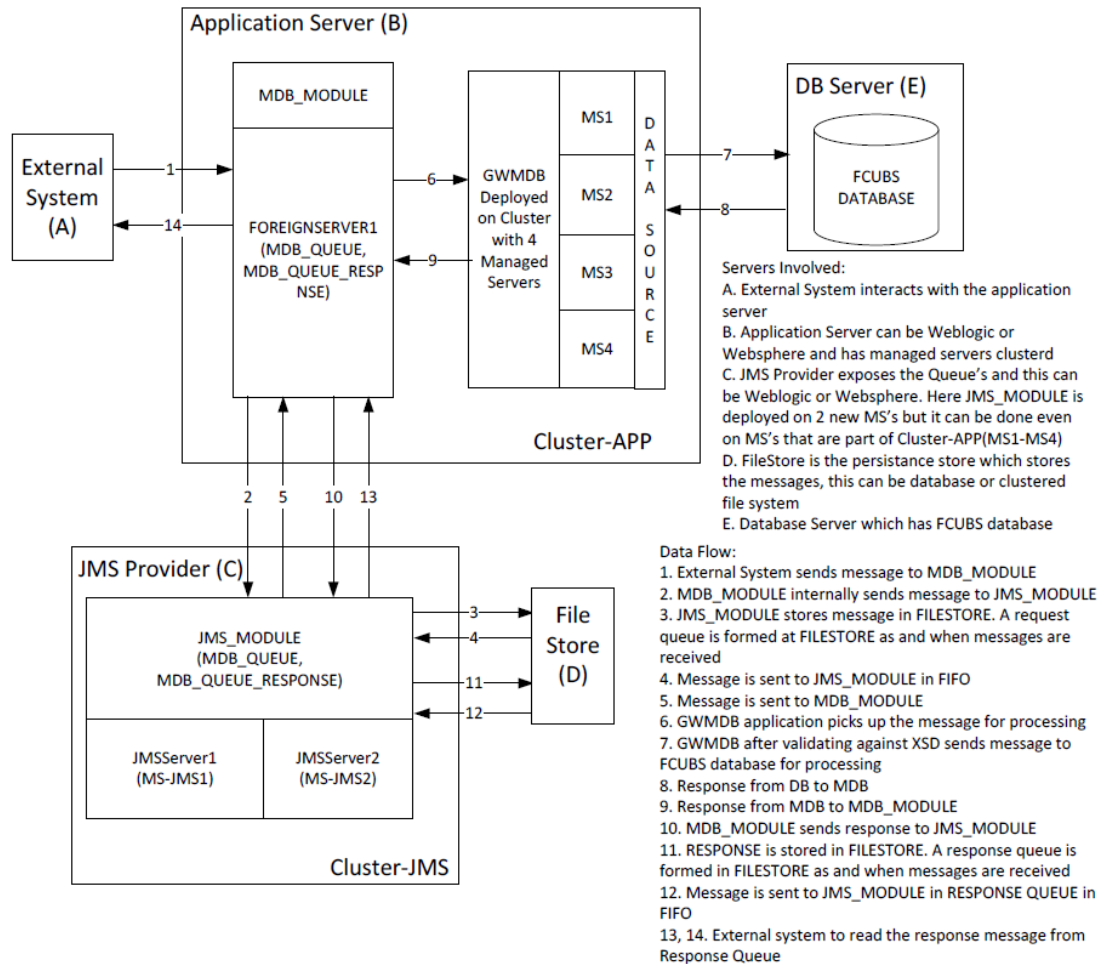 Application Server (B)
MDB_MODULE
FOREIGNSERVER1
(MDB_QUEUE,
MDB_QUEUE_RESP
NSE)
GWMDB
Deployed
on Cluster
with 4
Managed
Servers
MS1
MS2
MS3
MS4
D
A
T
A
S
O
U
R
C
E
Cluster-APP
External
System
(A)
1
14
6
9
7
8
DB Server (E)
FCUBS
DATABASE
2
5
10
13
JMS Provider (C)
JMS_MODULE
(MDB_QUEUE,
MDB_QUEUE_RESPONSE)
JMSServer1
(MS-JMS1)
JMSServer2
(MS-JMS2)
Cluster-JMS
3
4
11
12
File
Store
(D)
Servers Involved:
A. External System interacts with the application
server
B. Application Server can be Weblogic or
Websphere and has managed servers clusterd
C. JMS Provider exposes the Queue's and this can
be Weblogic or Websphere. Here JMS_MODULE is
deployed on 2 new MS's but it can be done even
on MS's that are part of Cluster-APP(MS1-MS4)
D. FileStore is the persistance store which stores
the messages, this can be database or clustered
file system
E. Database Server which has FCUBS database
Data Flow:
1. External System sends message to MDB_MODULE
2. MDB_MODULE internally sends message to JMS_MODULE
3. JMS_MODULE stores message in FILESTORE. A request
queue is formed at FILESTORE as and when messages are
received
4. Message is sent to JMS_MODULE in FIFO
5. Message is sent to MDB_MODULE
6. GWMDB application picks up the message for processing
7. GWMDB after validating against XSD sends message to
FCUBS database for processing
8. Response from DB to MDB
9. Response from MDB to MDB_MODULE
10. MDB_MODULE sends response to JMS_MODULE
11. RESPONSE is stored in FILESTORE. A response queue is
formed in FILESTORE as and when messages are received
12. Message is sent to JMS_MODULE in RESPONSE QUEUE in
FIFO
13, 14. External system to read the response message from
Response Queue